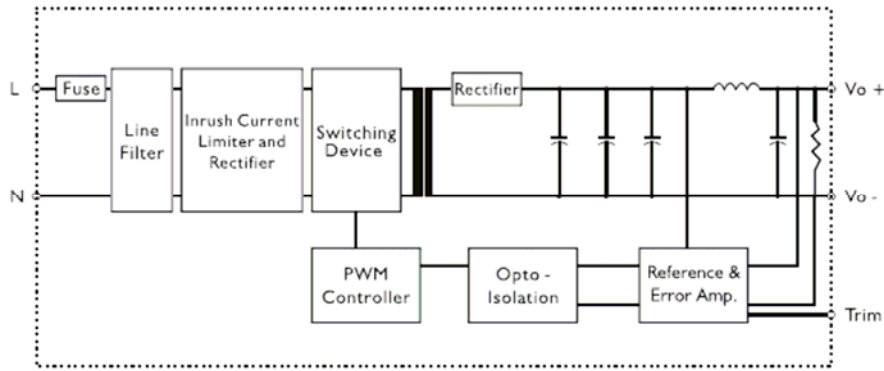 L
Fuse
Line
Filter
Inrush Current
Limiter and
Rectifier
Switching
Device
Rectifier
Vo +
N
Vo -
PWM
Controller
Opto -
Isolation
Reference &
Error Amp.
Trim